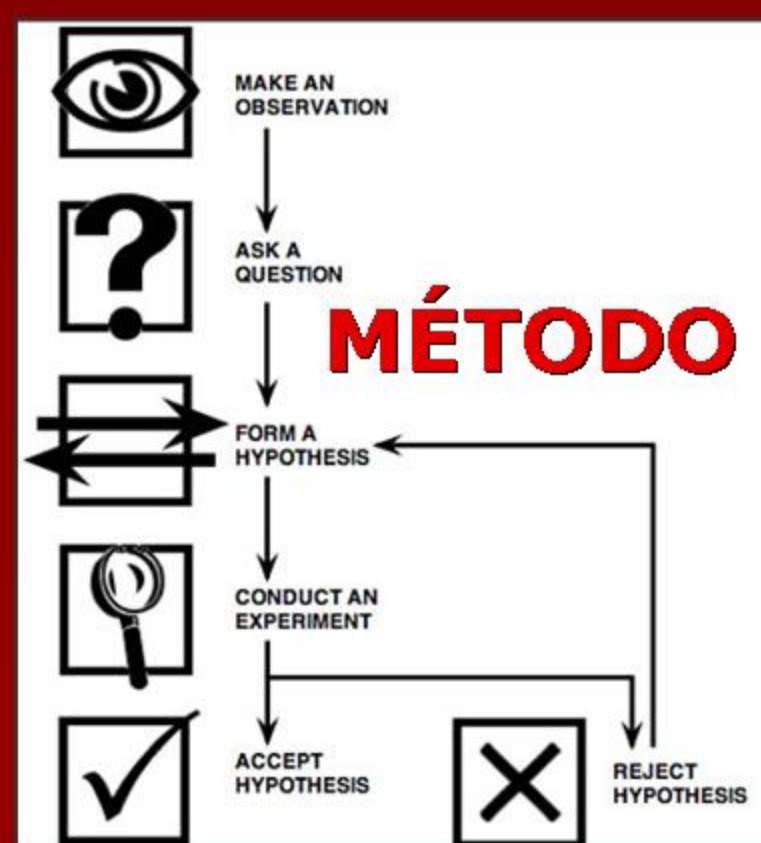 MAKE AN
OBSERVATION
ASK A
QUESTION
MÉTODO
FORM A
HYPOTHESIS
CONDUCT AN
EXPERIMENT
ACCEPT
HYPOTHESIS
REJECT
HYPOTHESIS